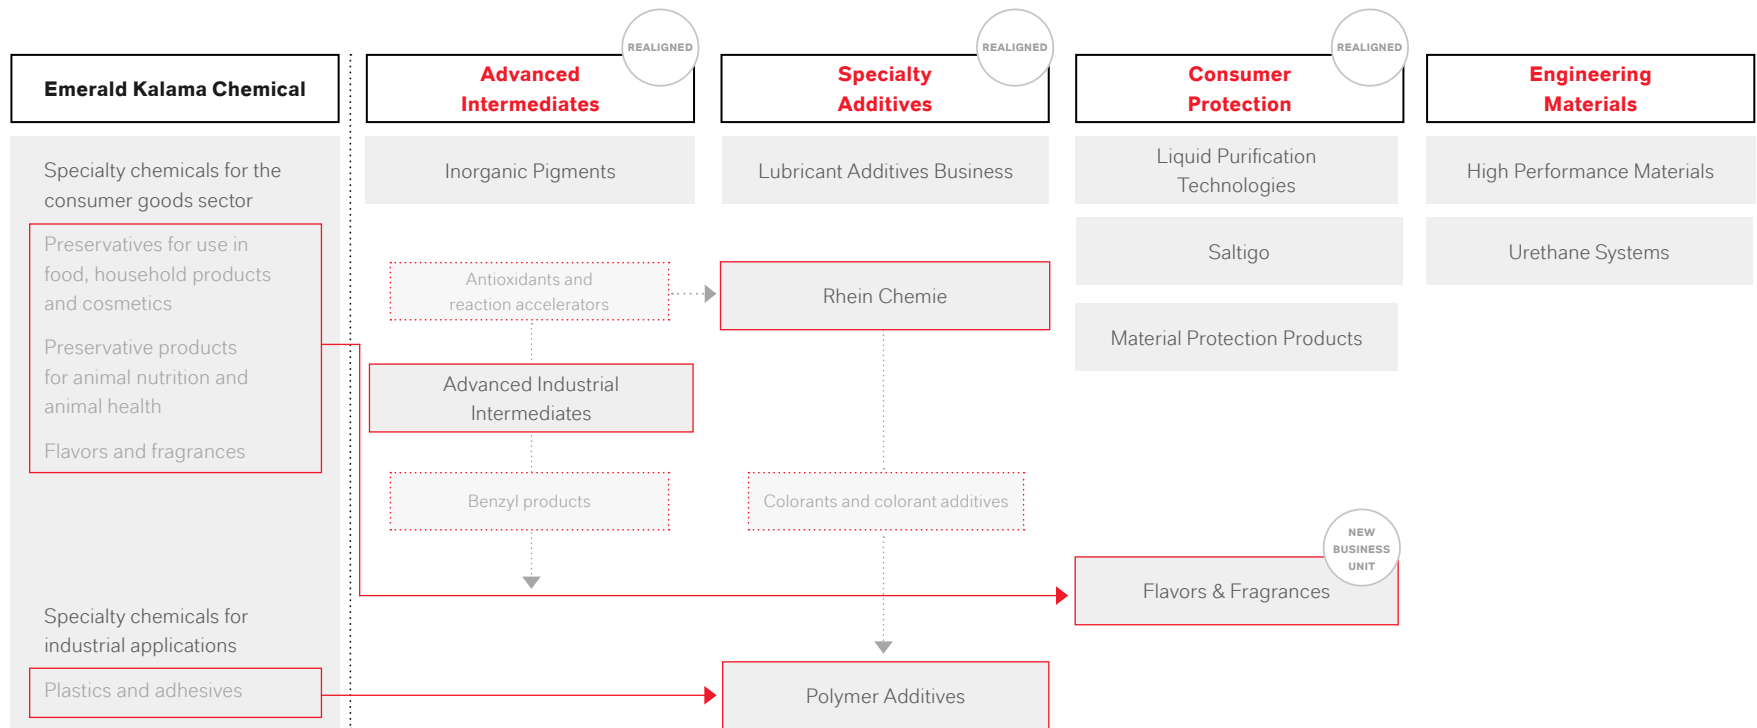 Emerald Kalama Chemical
Specialty chemicals for the
consumer goods sector
Preservatives for use in
food, household products
and cosmetics
Preservative products
for animal nutrition and
animal health
Flavors and fragrances
Specialty chemicals for
industrial applications
Plastics and adhesives
REALIGNED
Advanced
Intermediates
Inorganic Pigments
Antioxidants and
reaction accelerators
Advanced Industrial
Intermediates
Benzyl products
REALIGNED
Specialty
Additives
Lubricant Additives Business
Rhein Chemie
Colorants and colorant additives
Polymer Additives
REALIGNED
Consumer
Protection
Liquid Purification
Technologies
Saltigo
Material Protection Products
NEW
BUSINESS
UNIT
Flavors & Fragrances
Engineering
Materials
High Performance Materials
Urethane Systems